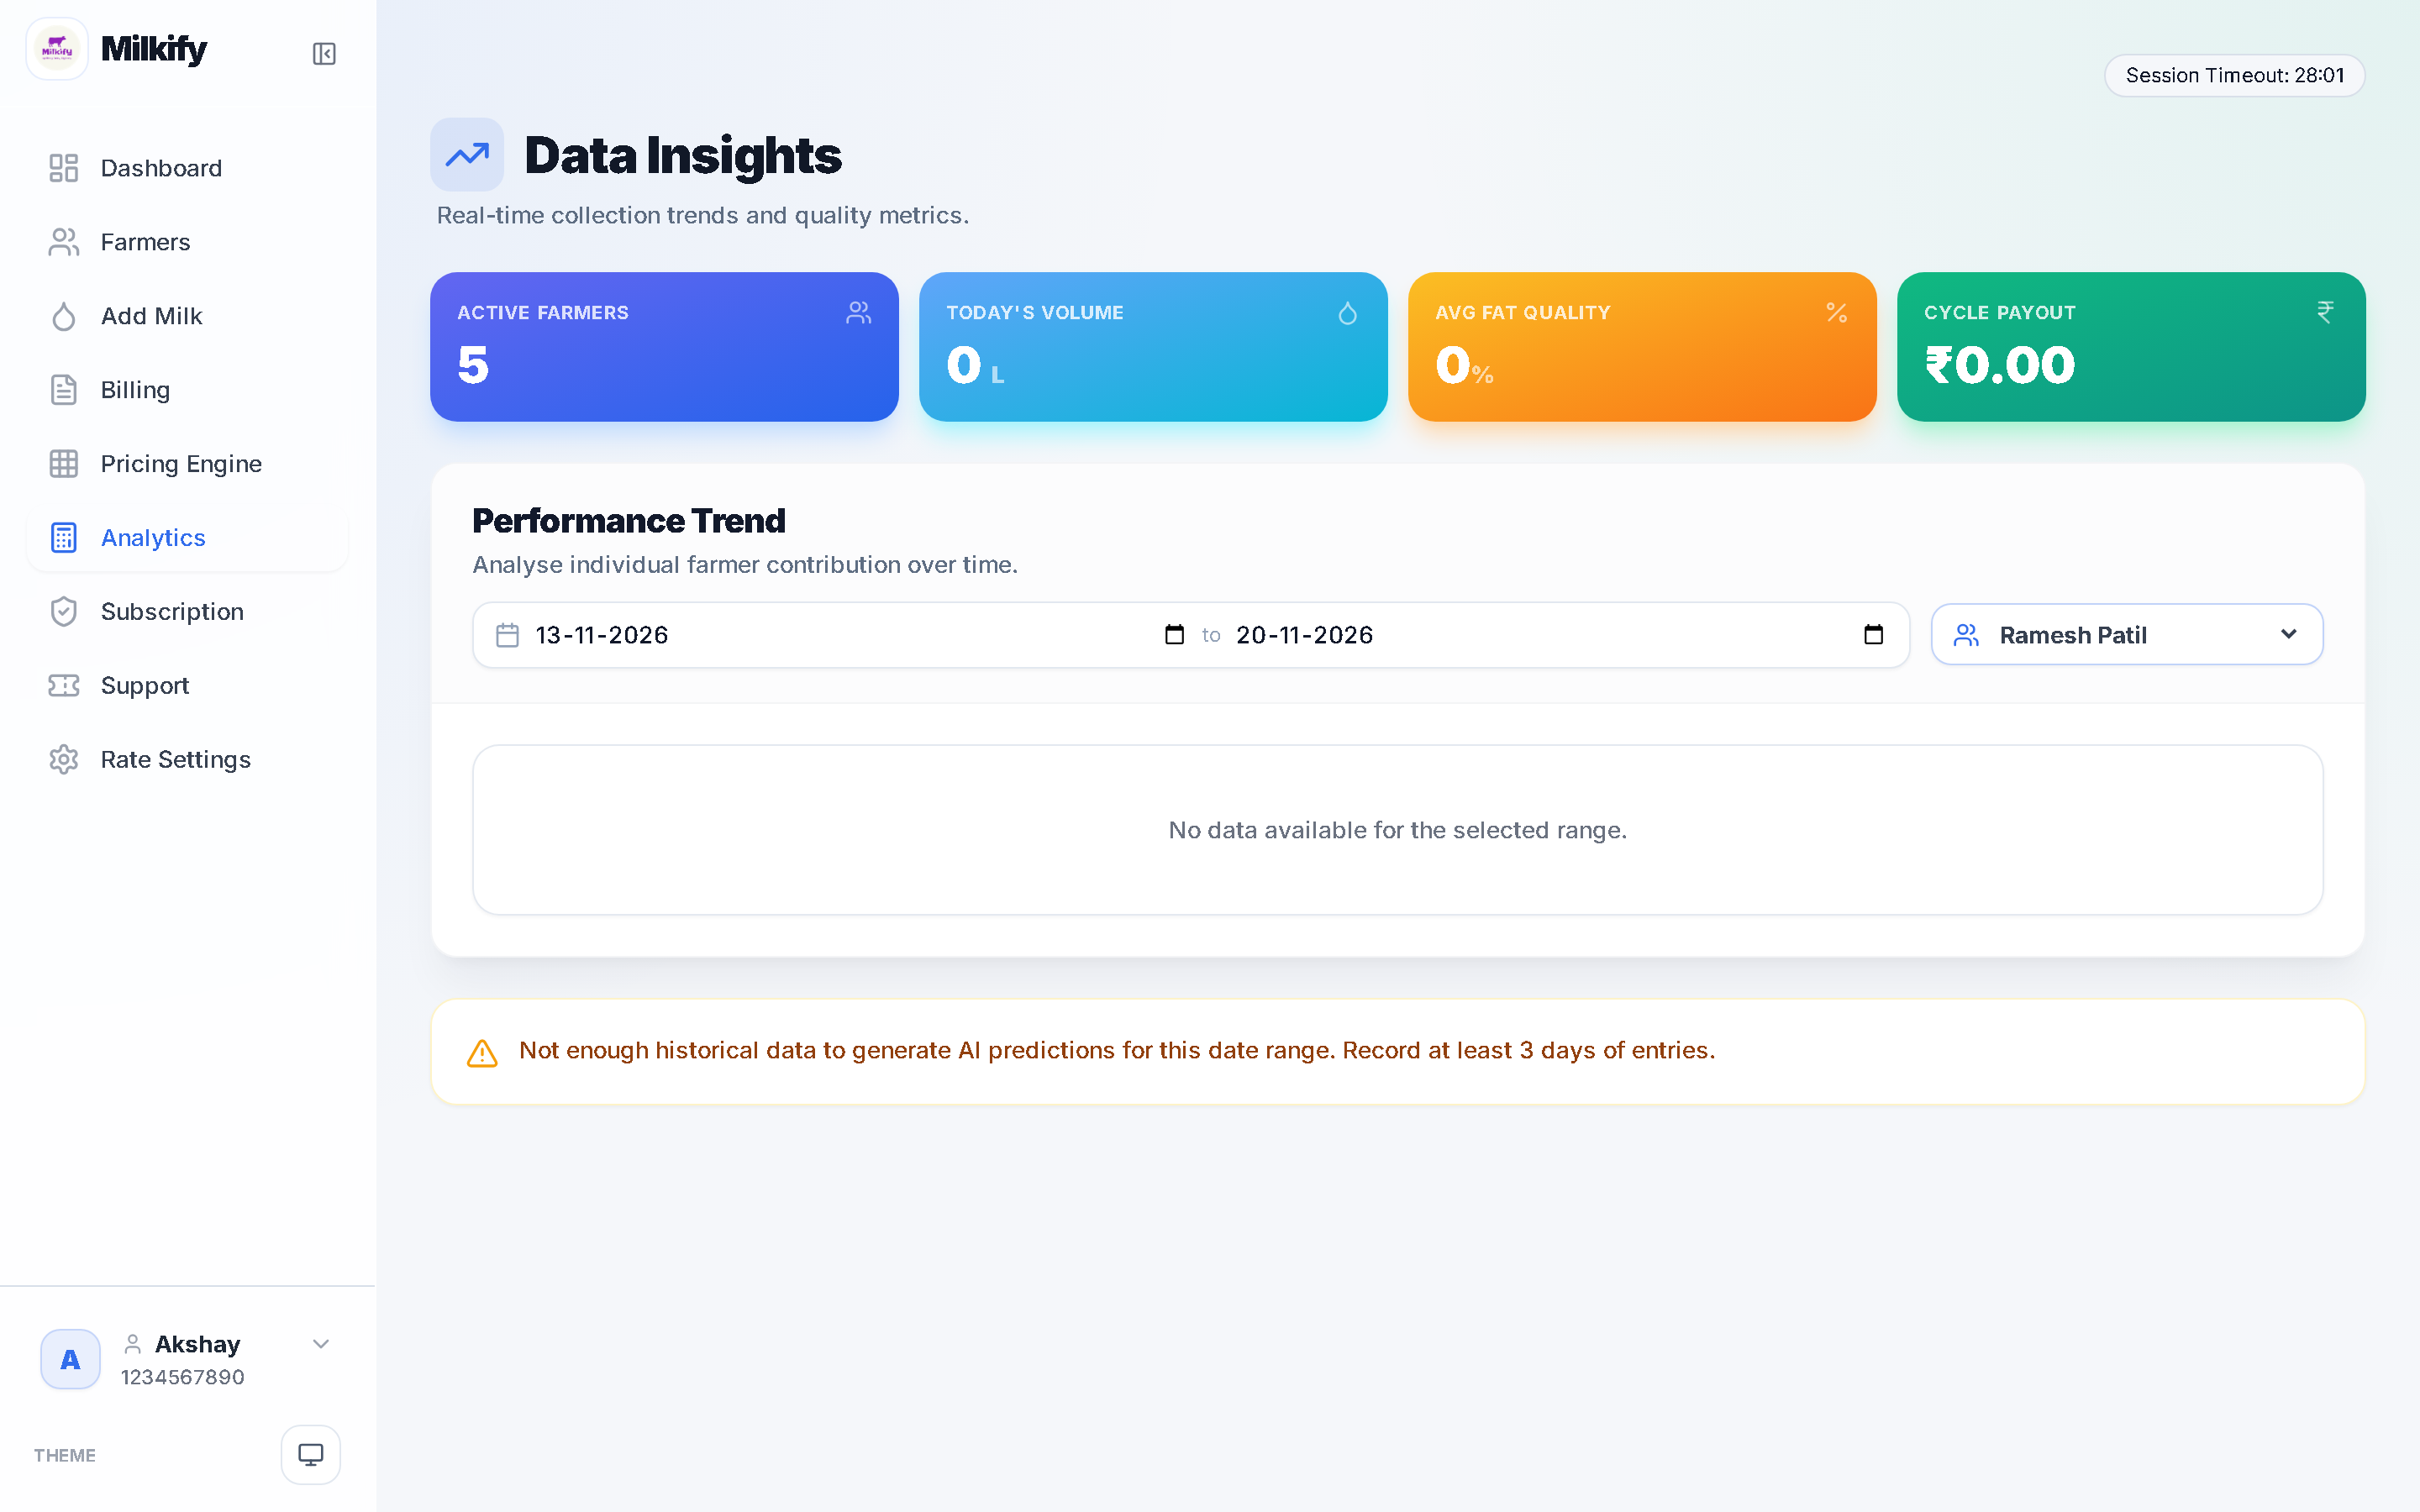 Milkify
Milkify
Session Timeout: 28:01
Dashboard
Farmers
Add Milk
Billing
Pricing Engine
Analytics
Subscription
Support
Rate Settings
Data Insights
Real-time collection trends and quality metrics.
ACTIVE FARMERS
5
TODAY'S VOLUME
0 L
AVG FAT QUALITY
0%
CYCLE PAYOUT
₹
₹0.00
Performance Trend
Analyse individual farmer contribution over time.
13-11-2026 to 20-11-2026
Ramesh Patil
No data available for the selected range.
Not enough historical data to generate AI predictions for this date range. Record at least 3 days of entries.
A
Akshay
1234567890
THEME